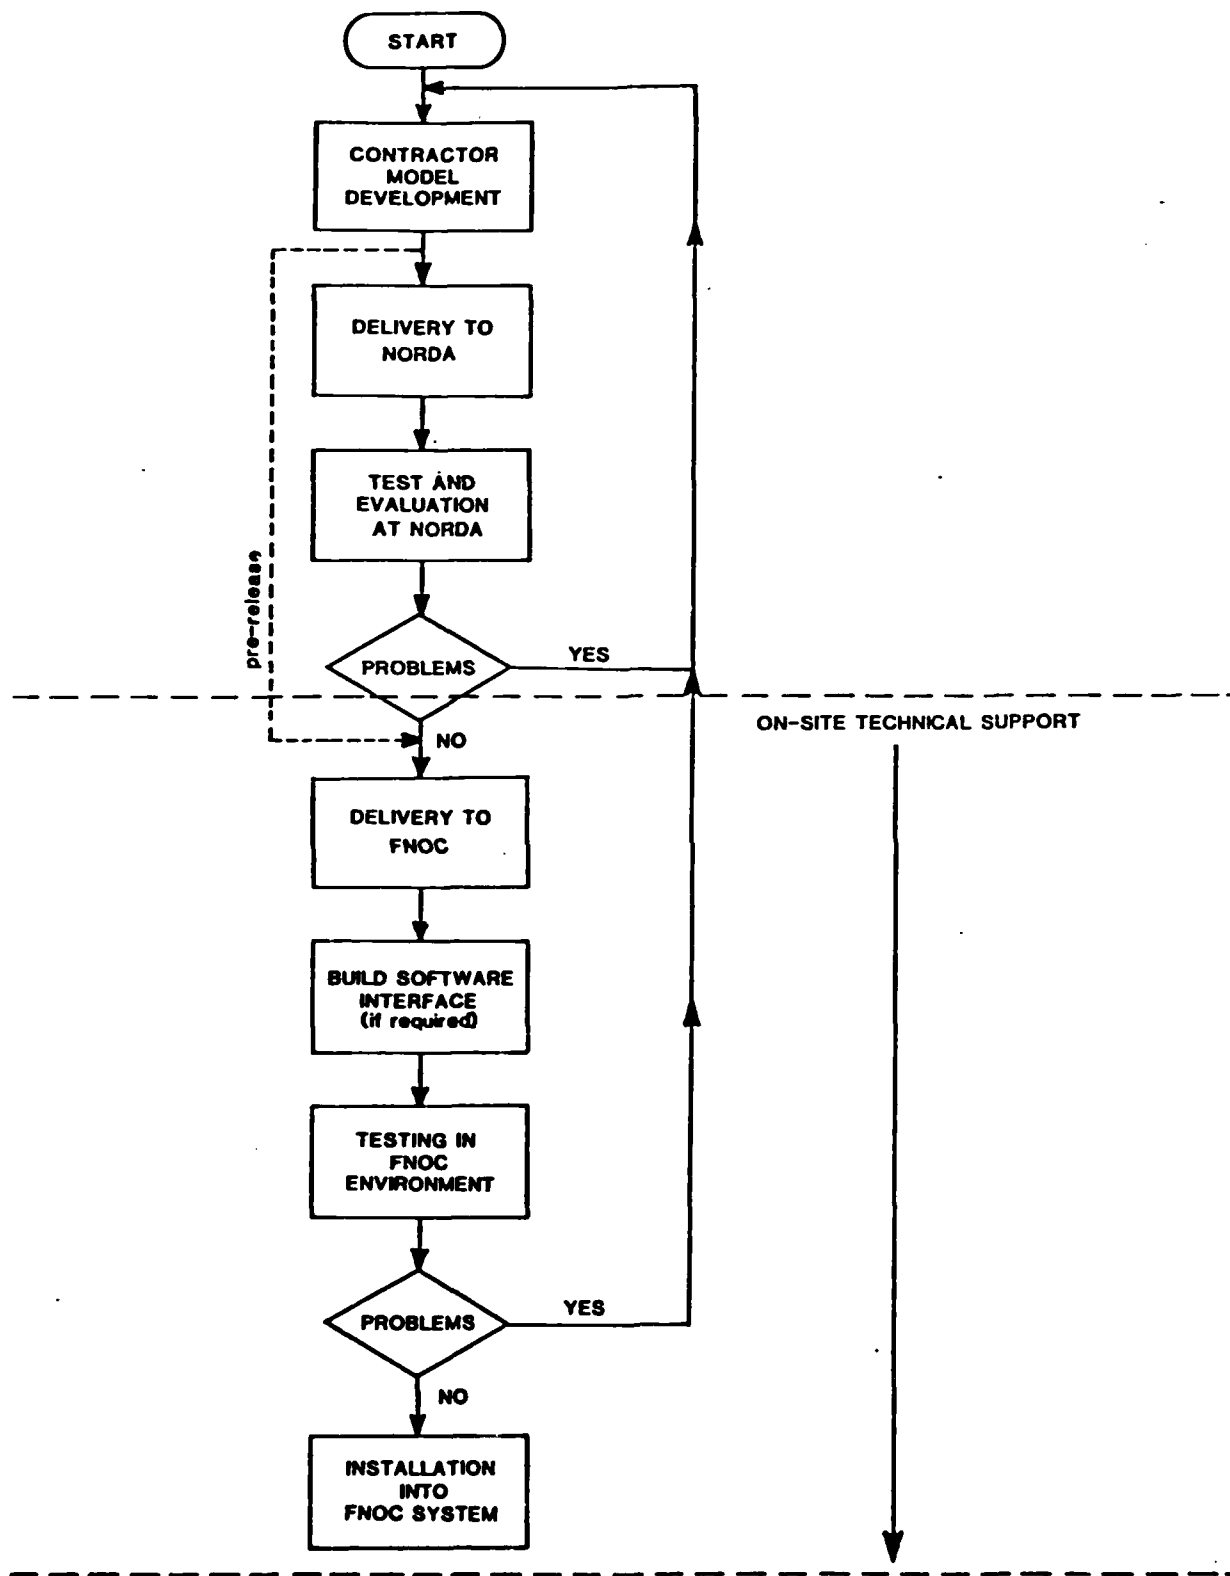 START
CONTRACTOR
MODEL
DEVELOPMENT
DELIVERY TO
NORDA
TEST AND
EVALUATION
AT NORDA
pre-release
PROBLEMS
YES
ON-SITE TECHNICAL SUPPORT
NO
DELIVERY TO
FNOC
BUILD SOFTWARE
INTERFACE
(if required)
TESTING IN
FNOC
ENVIRONMENT
PROBLEMS
YES
NO
INSTALLATION
INTO
FNOC SYSTEM